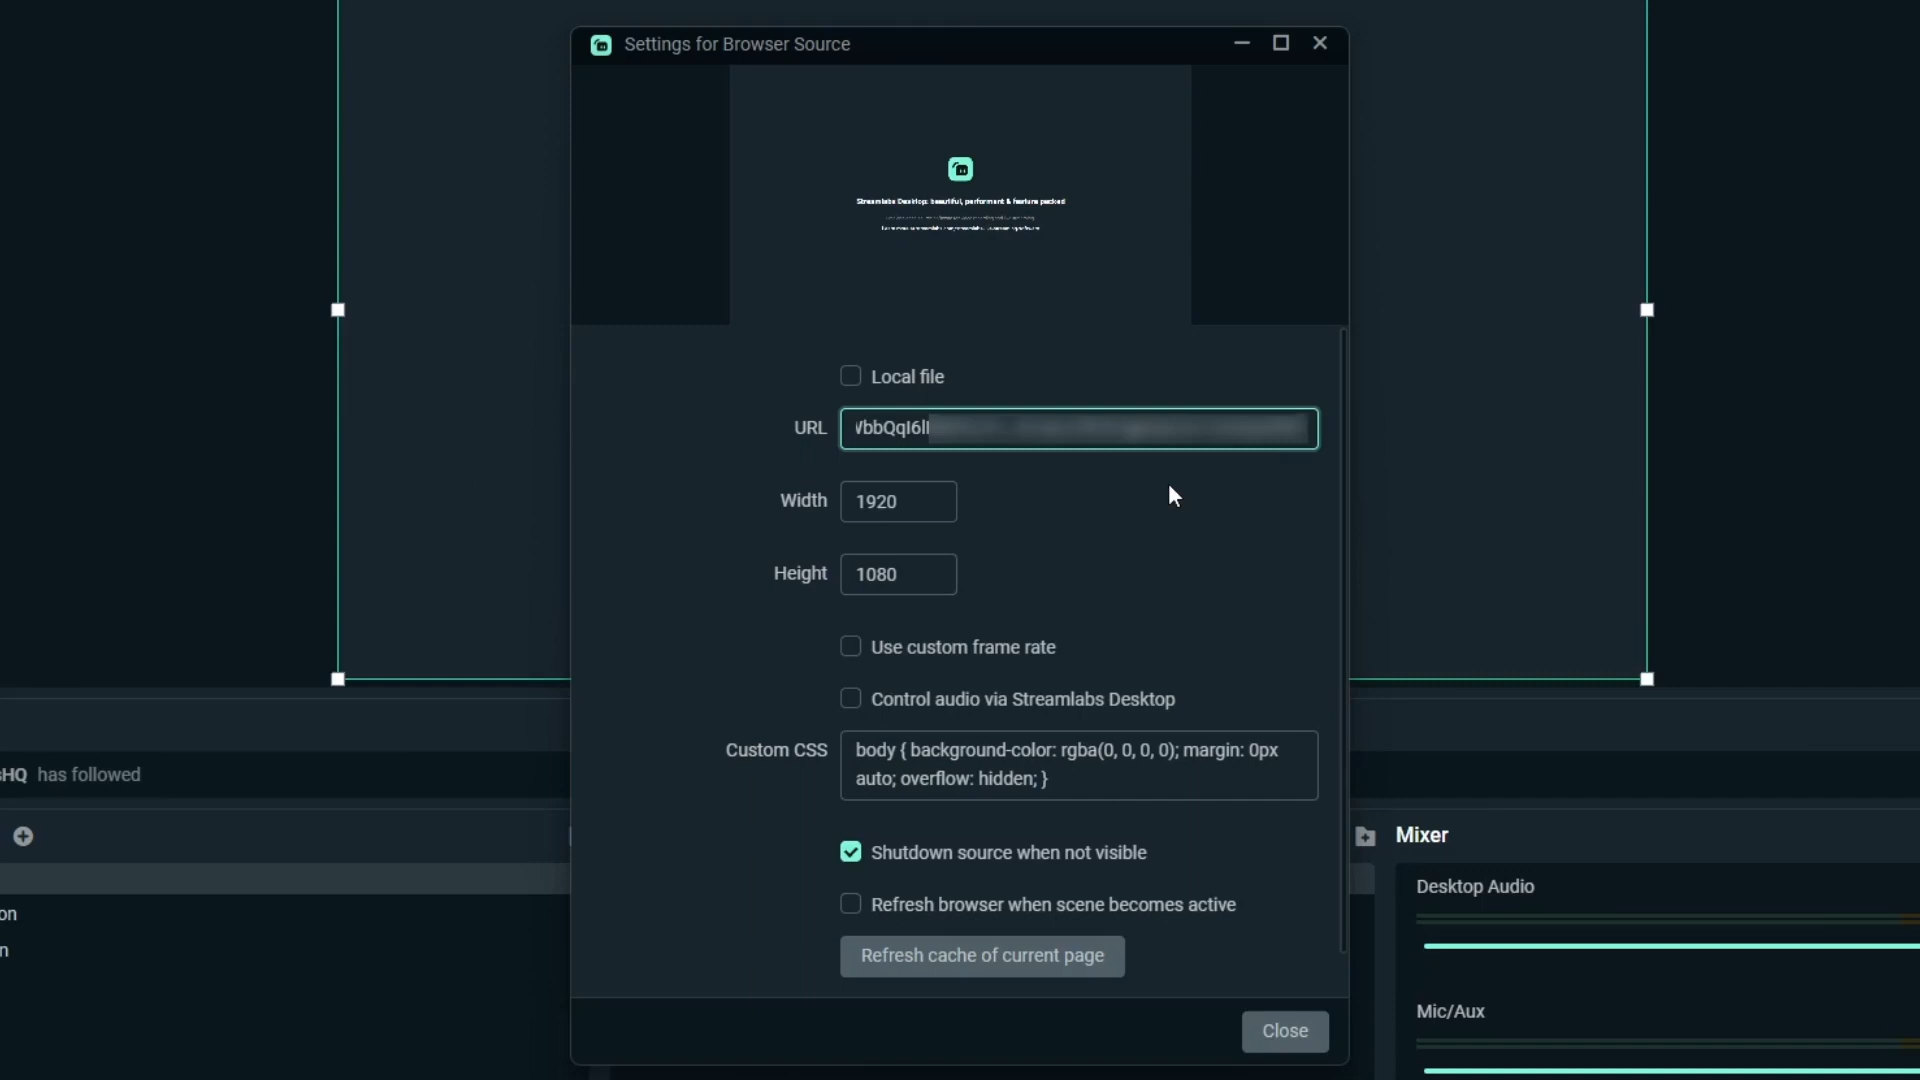 Settings for Browser Source
Streamlabs Desktop: beautiful, performant & feature packed
Local file
URL
Width 1920
Height 1080
Use custom frame rate
Control audio via Streamlabs Desktop
Custom CSS body { background-color: rgba(0, 0, 0, 0); margin: 0px
auto; overflow: hidden; }
HQ has followed
Mixer
Shutdown source when not visible
Desktop Audio
Refresh browser when scene becomes active
on
n
Refresh cache of current page
Mic/Aux
Close